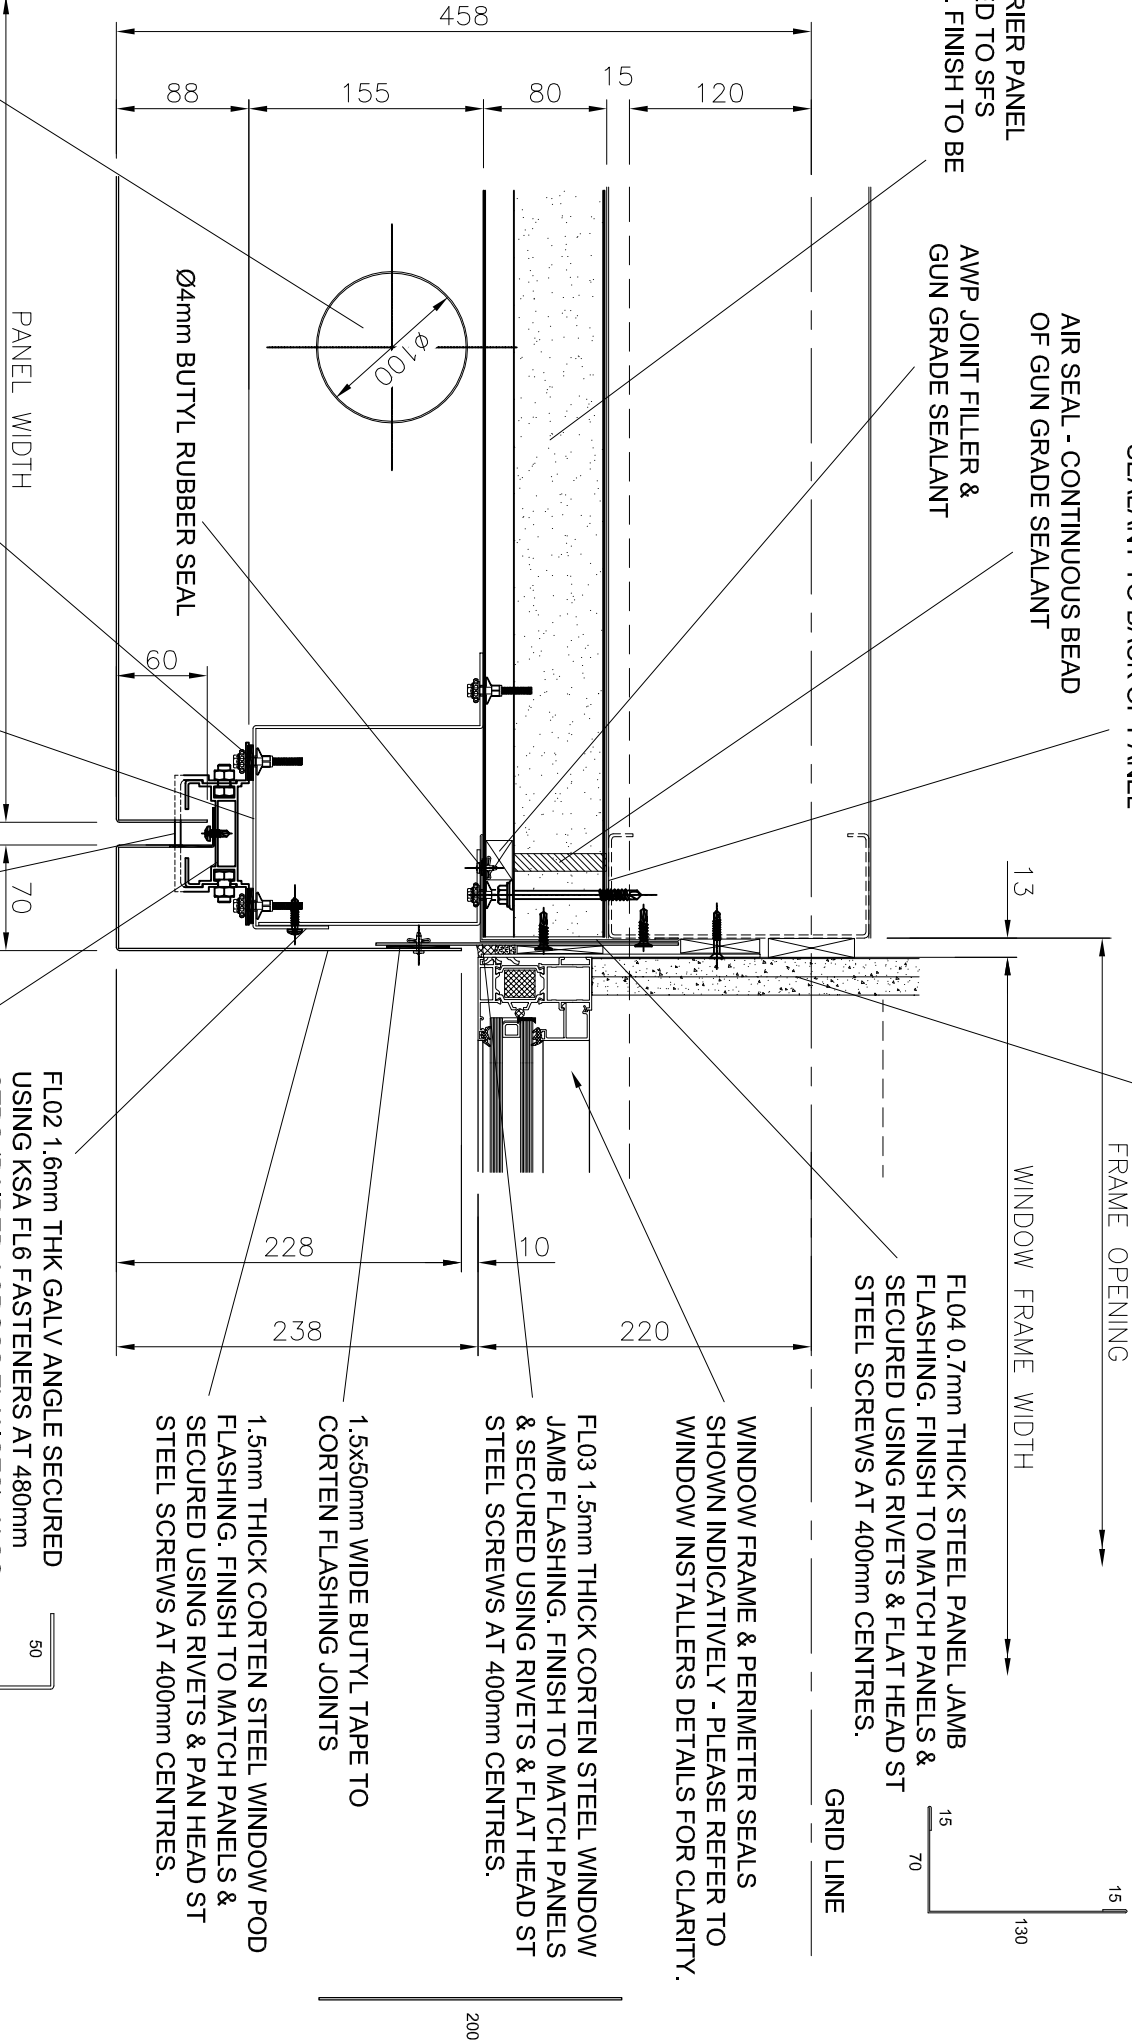 RIER PANEL
ED TO SFS
. FINISH TO BE
AIR SEAL - CONTINUOUS BEAD
OF GUN GRADE SEALANT
AWP JOINT FILLER &
GUN GRADE SEALANT
SEALANT TO BACK OF PANEL
458
88
155
80
15
120
Ø100
Ø4mm BUTYL RUBBER SEAL
PANEL WIDTH
60
70
13
FRAME OPENING
WINDOW FRAME WIDTH
228
10
238
220
FL04 0.7mm THICK STEEL PANEL JAMB
FLASHING. FINISH TO MATCH PANELS &
SECURED USING RIVETS & FLAT HEAD ST
STEEL SCREWS AT 400mm CENTRES.
15
70
15
130
GRID LINE
WINDOW FRAME & PERIMETER SEALS
SHOWN INDICATIVELY - PLEASE REFER TO
WINDOW INSTALLERS DETAILS FOR CLARITY.
FL03 1.5mm THICK CORTEN STEEL WINDOW
JAMB FLASHING. FINISH TO MATCH PANELS
& SECURED USING RIVETS & FLAT HEAD ST
STEEL SCREWS AT 400mm CENTRES.
200
1.5x50mm WIDE BUTYL TAPE TO
CORTEN FLASHING JOINTS
1.5mm THICK CORTEN STEEL WINDOW POD
FLASHING. FINISH TO MATCH PANELS &
SECURED USING RIVETS & PAN HEAD ST
STEEL SCREWS AT 400mm CENTRES.
FL02 1.6mm THK GALV ANGLE SECURED
USING KSA FL6 FASTENERS AT 480mm
50